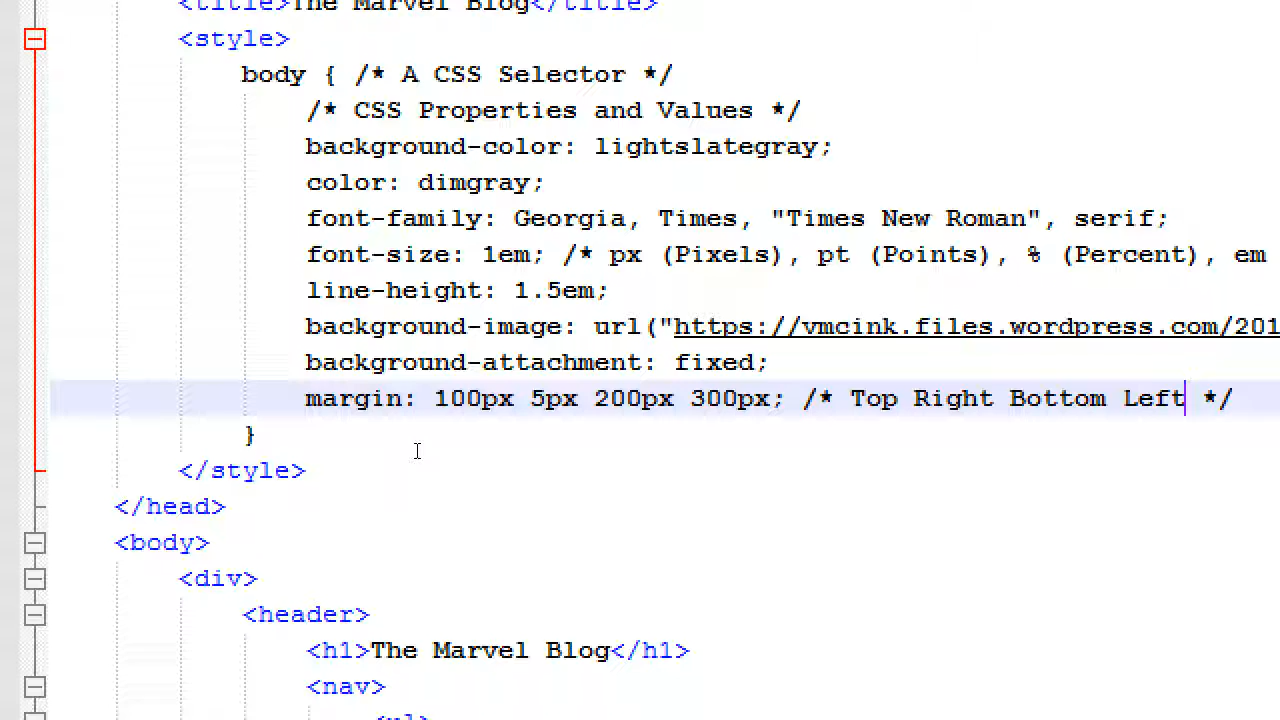 <title>The Marvel Blog</title>
<style>
body { /* A CSS Selector */
/* CSS Properties and Values */
background-color: lightslategray;
color: dimgray;
font-family: Georgia, Times, "Times New Roman", serif;
font-size: 1em; /* px (Pixels), pt (Points), % (Percent), em
line-height: 1.5em;
background-image: url("https://vmcink.files.wordpress.com/201
background-attachment: fixed;
margin: 100px 5px 200px 300px; /* Top Right Bottom Left */
}
</style>
</head>
<body>
<div>
<header>
<h1>The Marvel Blog</h1>
<nav>
<ul>